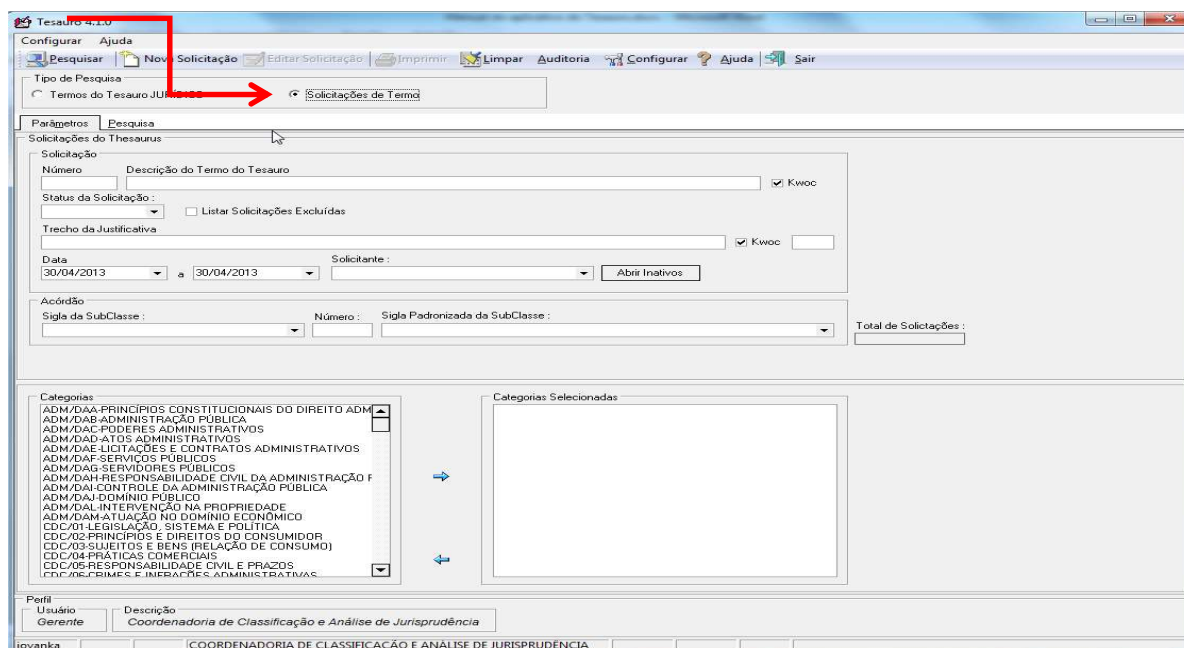 Tesauro 4.1.0
Configurar Ajuda
Pesquisar Nova Solicitação Editar Solicitação Imprimir Limpar Auditoria Configurar Ajuda Sair
Tipo de Pesquisa
Termos do Tesauro Solicitações de Termo
Parâmetros Pesquisa
Solicitações do Thesaurus
Solicitação
Número Descrição do Termo do Tesauro
Kwoc
Status da Solicitação :
Listar Solicitações Excluídas
Trecho da Justificativa
Kwoc
Data Solicitante :
30/04/2013 a 30/04/2013 Abrir Inativos
Acórdão
Sigla da SubClasse : Número : Sigla Padronizada da SubClasse :
Total de Solictações :
Categorias Categorias Selecionadas
ADM/DAA-PRINCÍPIOS CONSTITUCIONAIS DO DIREITO ADM
ADM/DAB-ADMINISTRAÇÃO PÚBLICA
ADM/DAC-PODERES ADMINISTRATIVOS
ADM/DAD-ATOS ADMINISTRATIVOS
ADM/DAE-LICITAÇÕES E CONTRATOS ADMINISTRATIVOS
ADM/DAF-SERVIÇOS PÚBLICOS
ADM/DAG-SERVIDORES PÚBLICOS
ADM/DAH-RESPONSABILIDADE CIVIL DA ADMINISTRAÇÃO P
ADM/DAI-CONTROLE DA ADMINISTRAÇÃO PÚBLICA
ADM/DAJ-DOMÍNIO PÚBLICO
ADM/DAL-INTERVENÇÃO NA PROPRIEDADE
ADM/DAM-ATUAÇÃO NO DOMÍNIO ECONÔMICO
CDC/01-LEGISLAÇÃO, SISTEMA E POLÍTICA
CDC/02-PRINCÍPIOS E DIREITOS DO CONSUMIDOR
CDC/03-SUJEITOS E BENS (RELAÇÃO DE CONSUMO)
CDC/04-PRÁTICAS COMERCIAIS
CDC/05-RESPONSABILIDADE CIVIL E PRAZOS
CDC/06-CRIMES E INFRAÇÕES ADMINISTRATIVAS
Perfil
Usuário Descrição
Gerente Coordenadoria de Classificação e Análise de Jurisprudência
jovanka COORDENADORIA DE CLASSIFICAÇÃO E ANÁLISE DE JURISPRUDÊNCIA